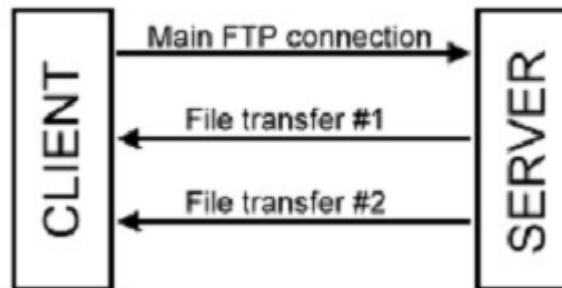 CLIENT
Main FTP connection
File transfer #1
File transfer #2
SERVER